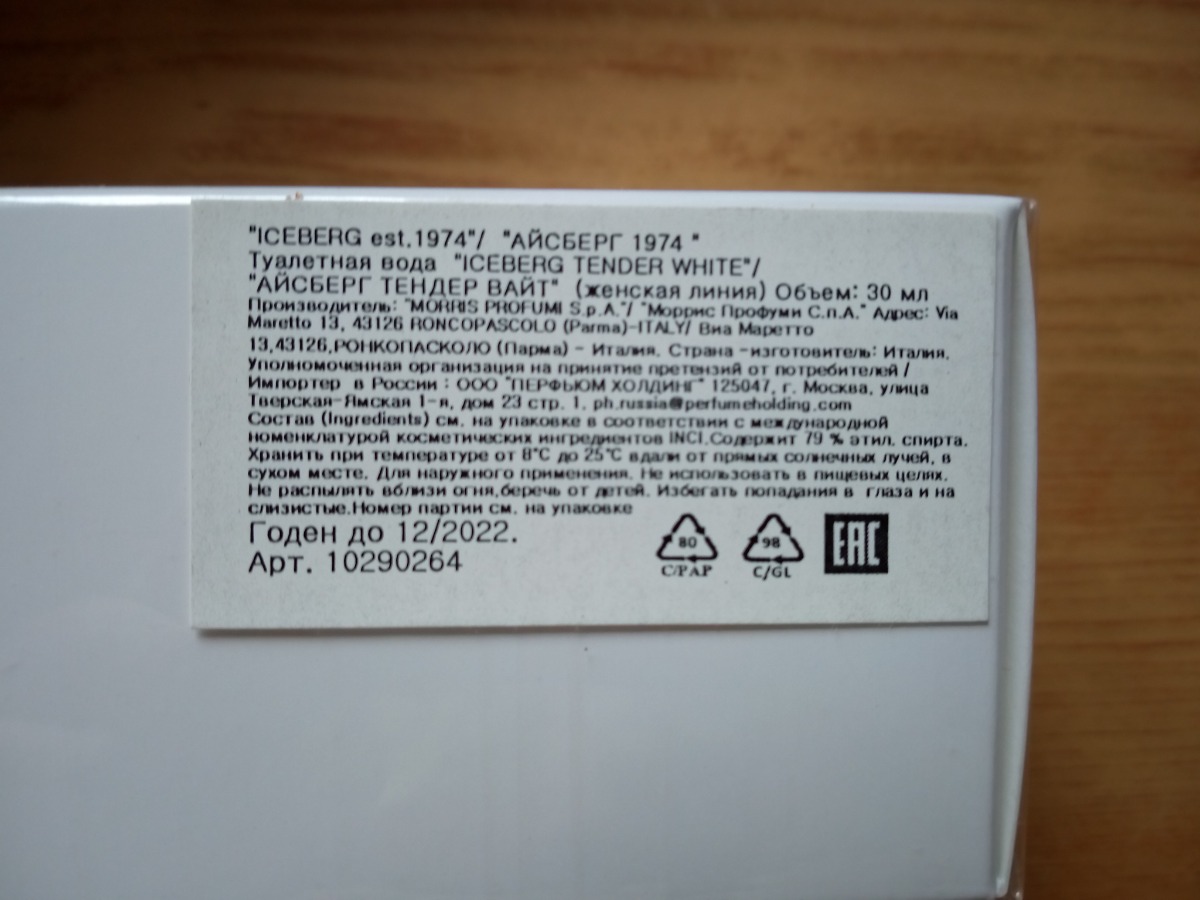 "ICEBERG est.1974"/ "АЙСБЕРГ 1974 "
Туалетная вода "ICEBERG TENDER WHITE"/
"АЙСБЕРГ ТЕНДЕР ВАЙТ" (женская линия) Объем: 30 мл
Производитель: "MORRIS PROFUMI S.p.A."/ "Моррис Профуми С.п.А." Адрес: Via
Maretto 13, 43126 RONCOPASCOLO (Parma)-ITALY/ Виа Маретто
13,43126,РОНКОПАСКОЛО (Парма) - Италия. Страна -изготовитель: Италия.
Уполномоченная организация на принятие претензий от потребителей /
Импортер в России : ООО "ПЕРФЬЮМ ХОЛДИНГ" 125047, г. Москва, улица
Тверская-Ямская 1-я, дом 23 стр. 1. ph.russia@perfumeholding.com
Состав (Ingredients) см. на упаковке в соответствии с международной
номенклатурой косметических ингредиентов INCI.Содержит 79 % этил. спирта.
Хранить при температуре от 8°C до 25°C вдали от прямых солнечных лучей, в
сухом месте. Для наружного применения. Не использовать в пищевых целях.
Не распылять вблизи огня,беречь от детей. Избегать попадания в глаза и на
слизистые.Номер партии см. на упаковке
Годен до 12/2022.
Арт. 10290264
80 98 EAC
C/PAP C/GL